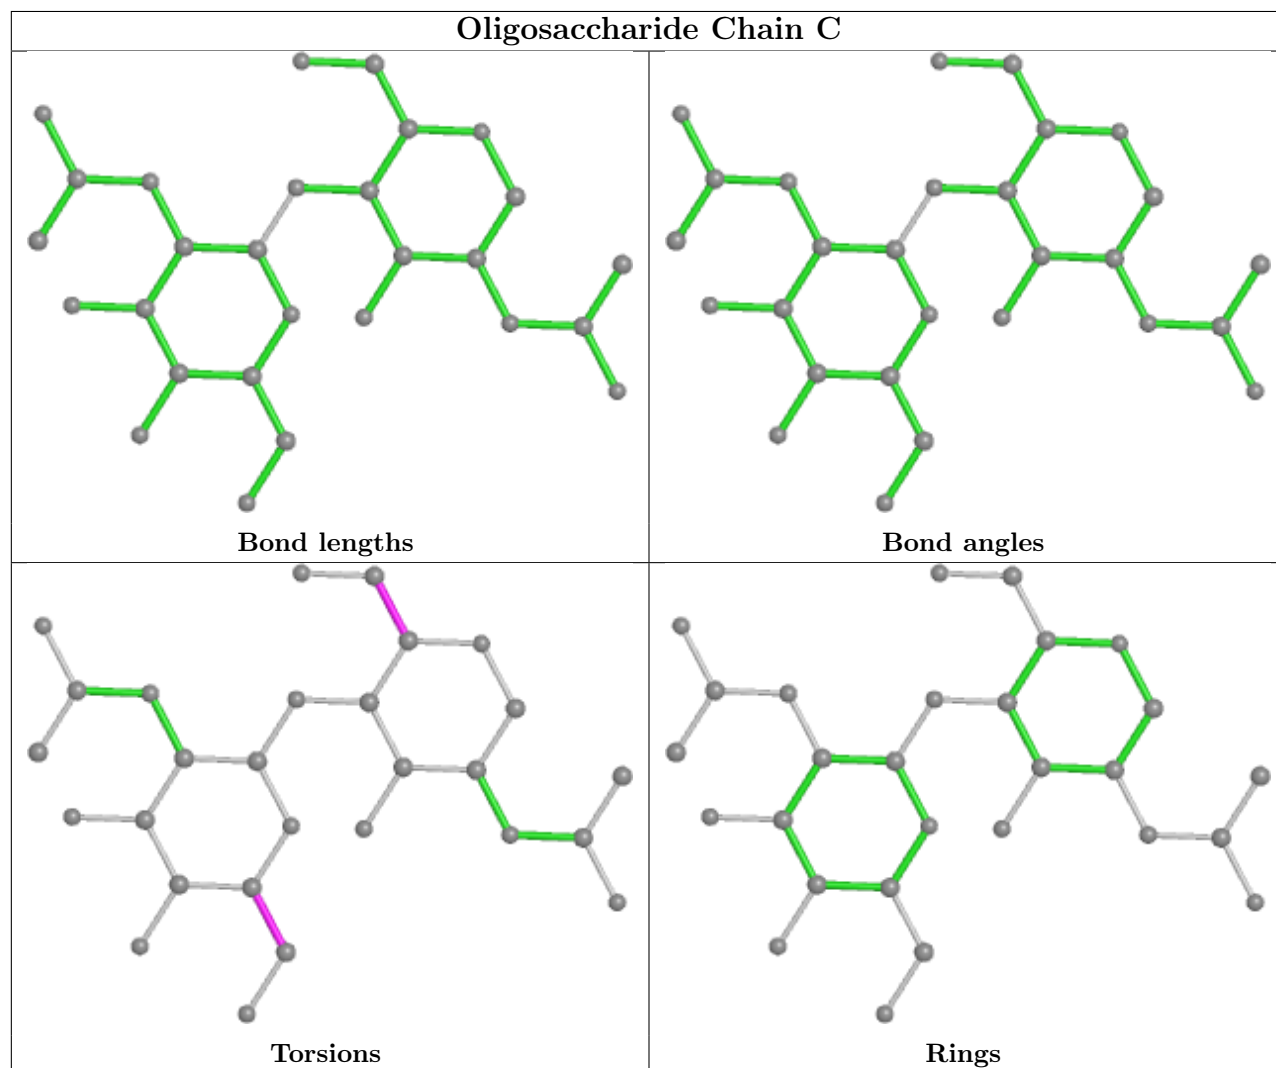 Oligosaccharide Chain C
Bond lengths
Bond angles
Torsions
Rings